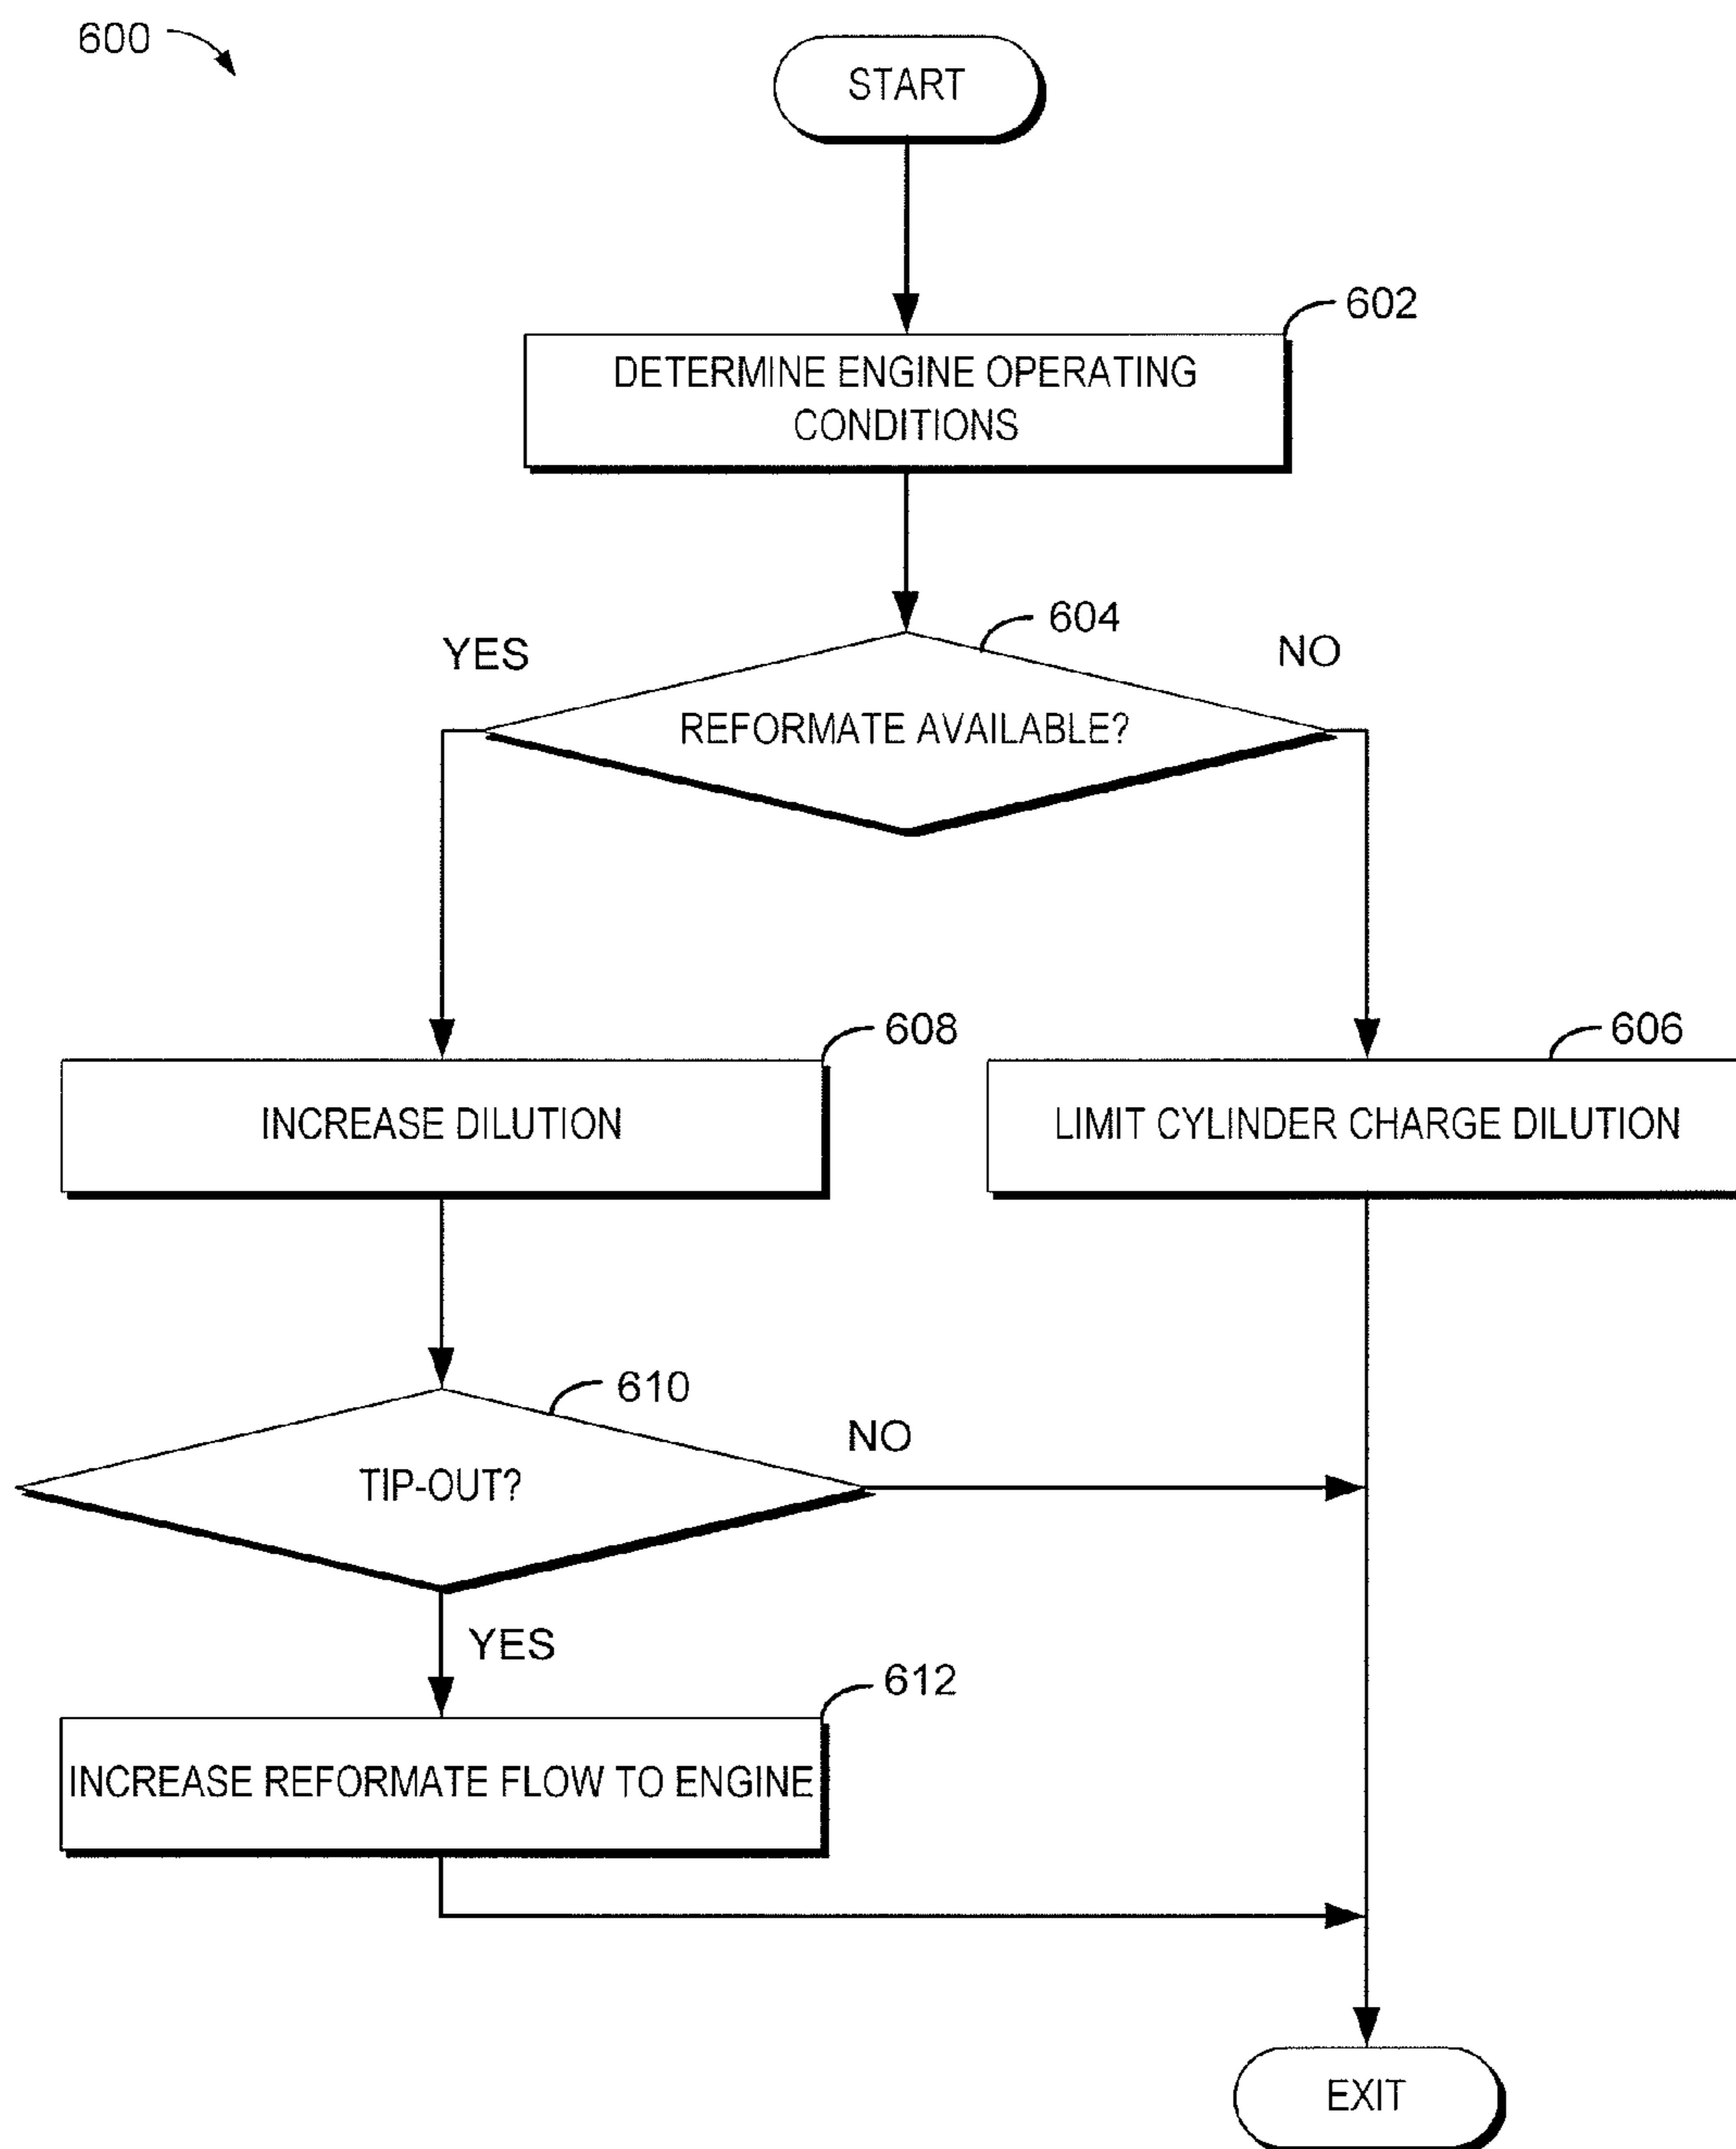 600
START
602
DETERMINE ENGINE OPERATING
CONDITIONS
604
YES
NO
REFORMATE AVAILABLE?
608
606
INCREASE DILUTION
LIMIT CYLINDER CHARGE DILUTION
610
NO
TIP-OUT?
YES
612
INCREASE REFORMATE FLOW TO ENGINE
EXIT